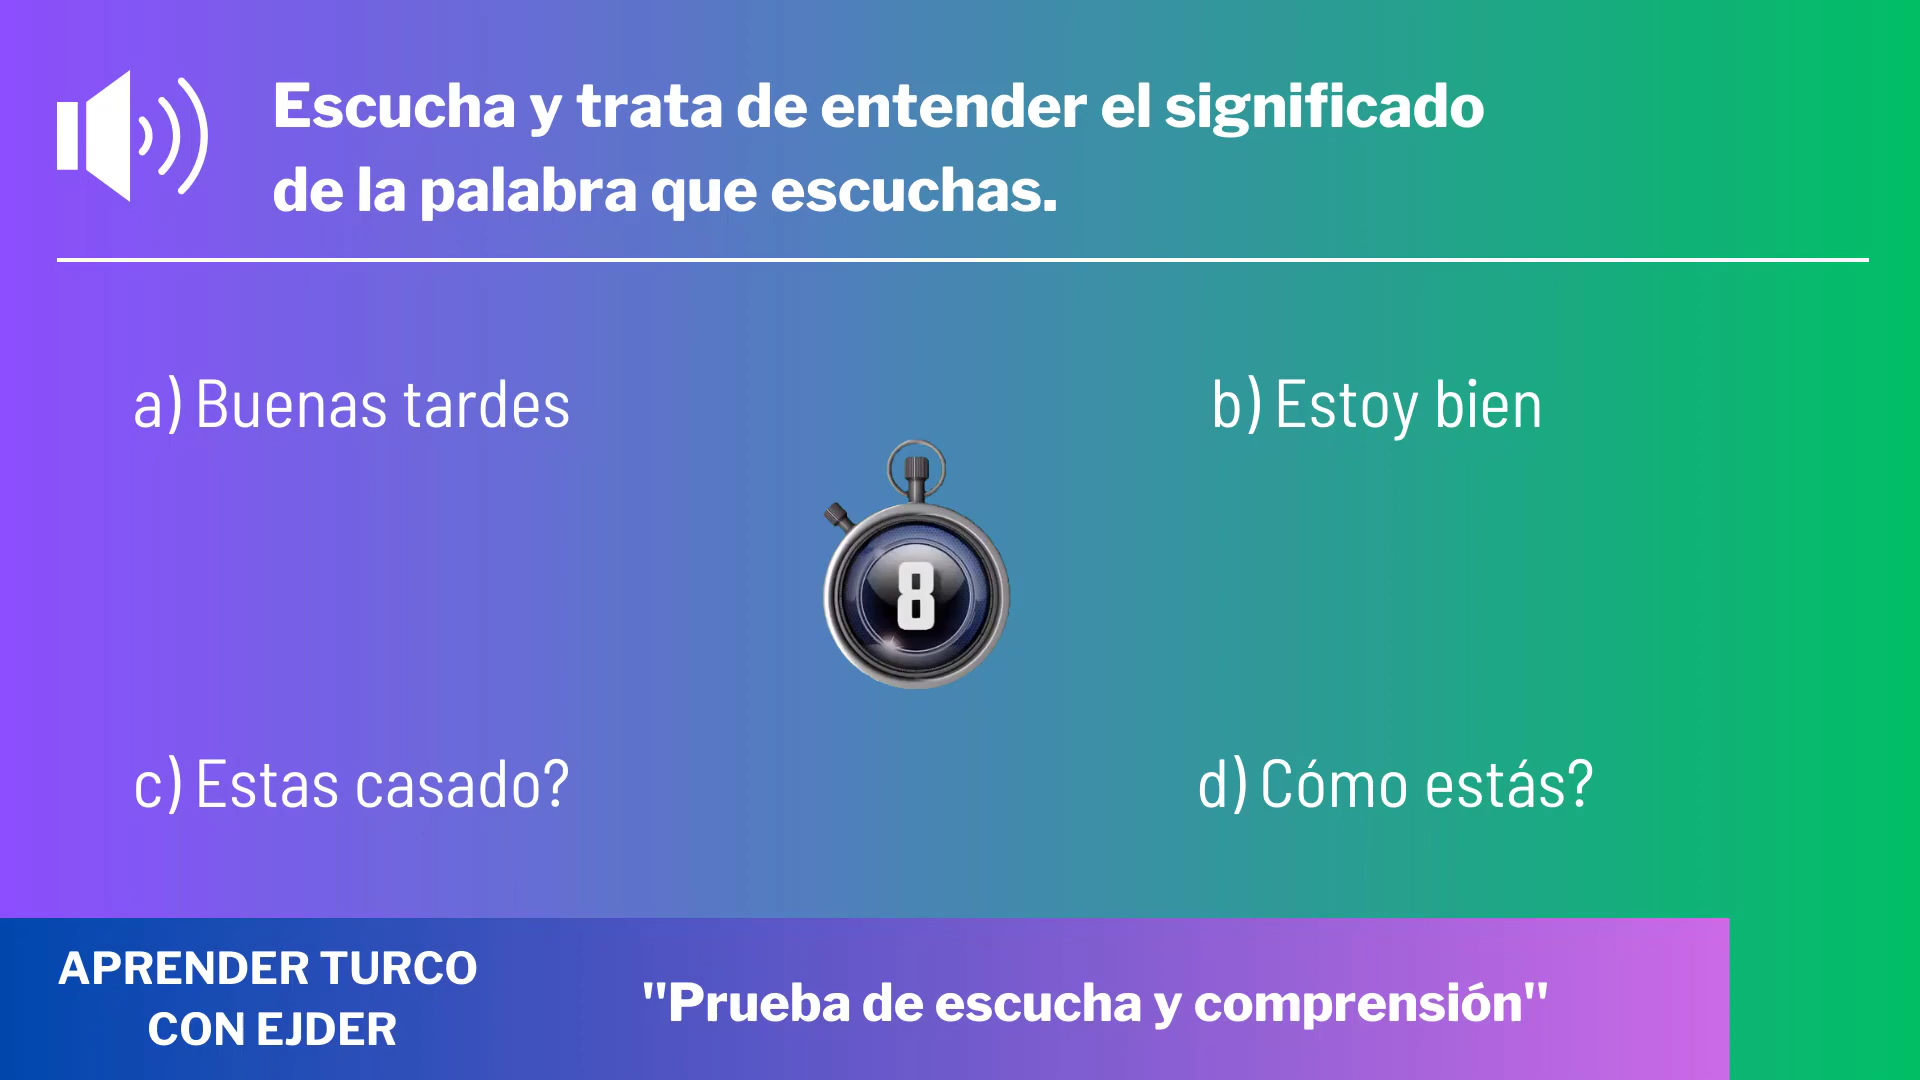 Escucha y trata de entender el significado
de la palabra que escuchas.
a) Buenas tardes
b) Estoy bien
8
c) Estas casado?
d) Cómo estás?
APRENDER TURCO
CON EJDER
"Prueba de escucha y comprensión"